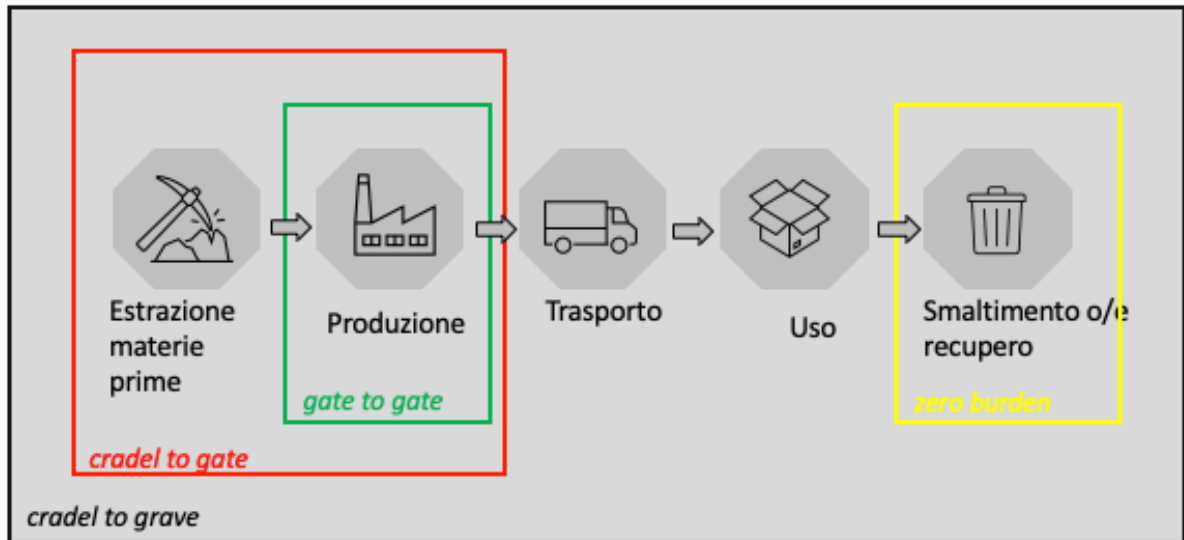 Estrazione
materie
prime
Produzione
Trasporto
Uso
Smaltimento o/e
recupero
gate to gate
zero burden
cradel to gate
cradel to grave